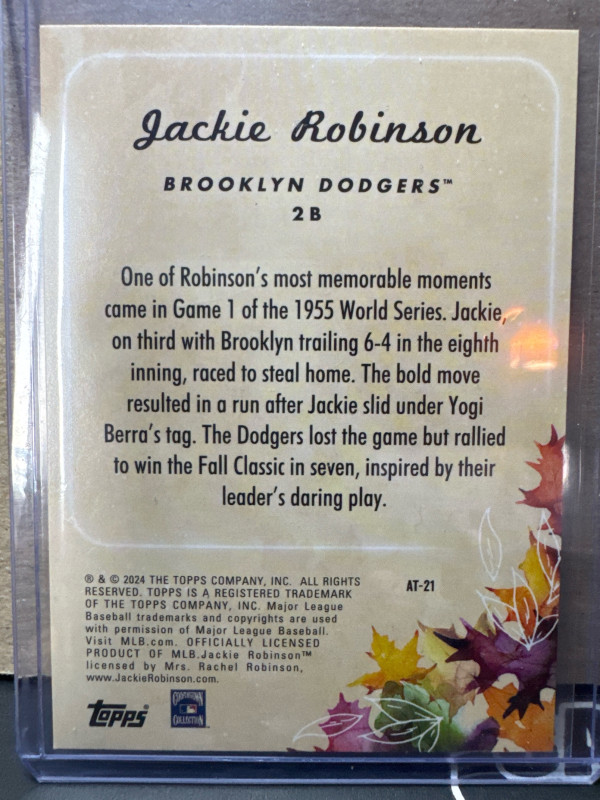 Jackie Robinson
BROOKLYN DODGERS™
2B
One of Robinson's most memorable moments
came in Game 1 of the 1955 World Series. Jackie,
on third with Brooklyn trailing 6-4 in the eighth
inning, raced to steal home. The bold move
resulted in a run after Jackie slid under Yogi
Berra's tag. The Dodgers lost the game but rallied
to win the Fall Classic in seven, inspired by their
leader's daring play.
® & © 2024 THE TOPPS COMPANY, INC. ALL RIGHTS
RESERVED. TOPPS IS A REGISTERED TRADEMARK
OF THE TOPPS COMPANY, INC. Major League
Baseball trademarks and copyrights are used
with permission of Major League Baseball.
Visit MLB.com. OFFICIALLY LICENSED
PRODUCT OF MLB.Jackie Robinson™
licensed by Mrs. Rachel Robinson,
www.JackieRobinson.com.
AT-21
Topps®
COOPERSTOWN
COLLECTION